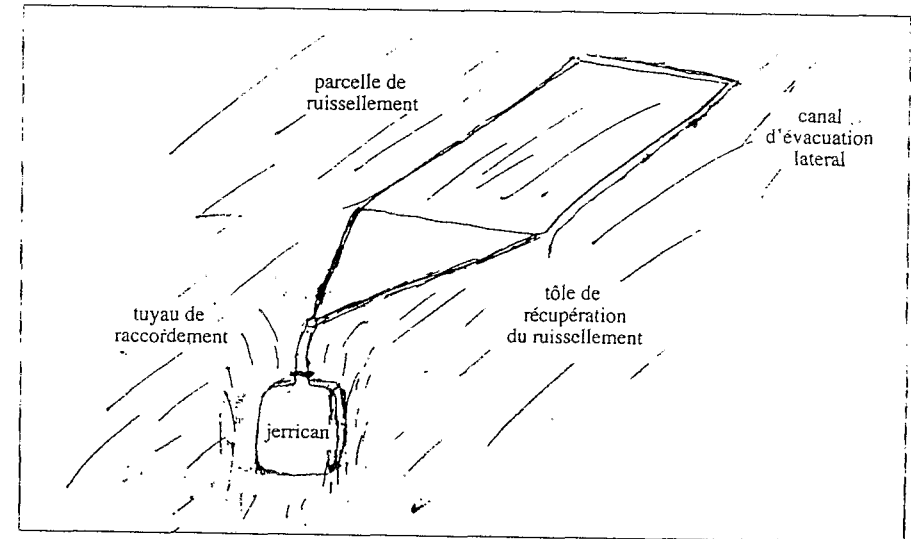 parcelle de
ruissellement
canal
d'évacuation
lateral
tôle de
récupération
du ruissellement
tuyau de
raccordement
jerrican